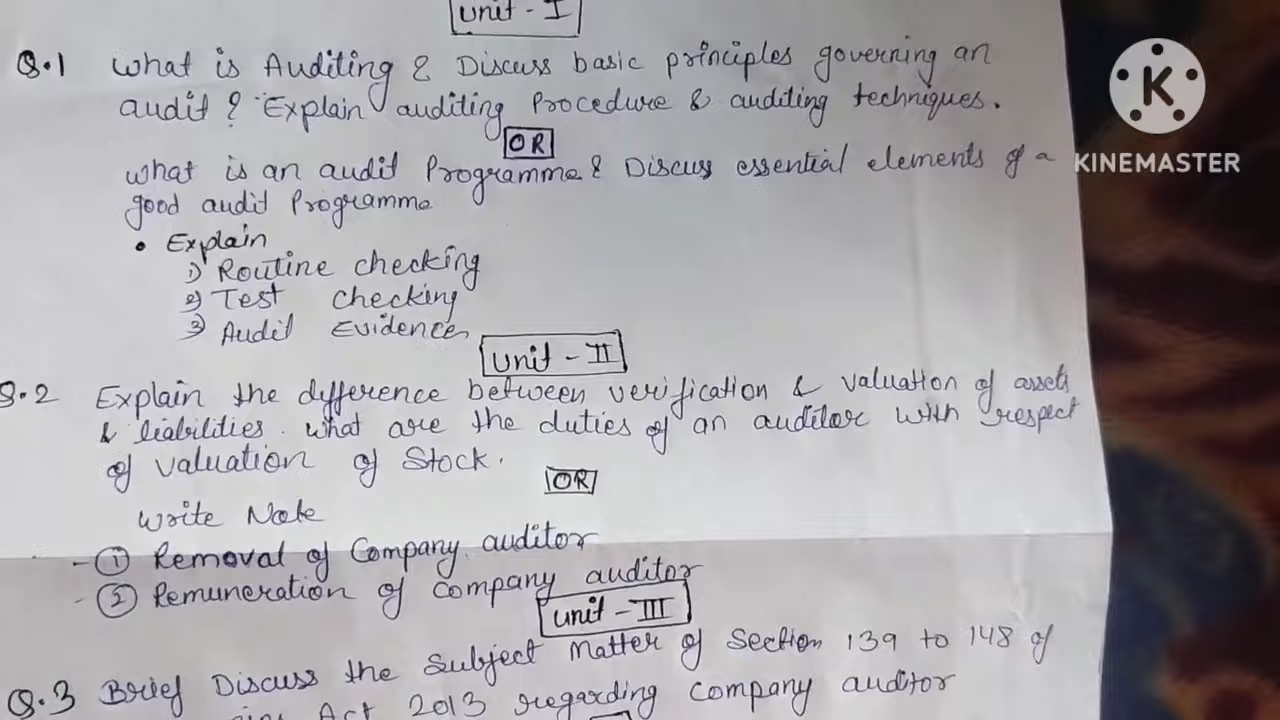 Unit - I
Q.1 What is Auditing & Discuss basic principles governing an
audit? Explain auditing Procedure & auditing techniques.
OR
What is an audit Programme & Discuss essential elements of a
good audit Programme
• Explain
1) Routine checking
2) Test checking
3) Audit Evidence
Unit - II
Q.2 Explain the difference between verification & valuation of assets
& liabilities. What are the duties of an auditor with respect
of valuation of Stock.
OR
Write Note
- ① Removal of Company auditor
- ② Remuneration of company auditor
Unit - III
Q.3 Brief Discuss the Subject Matter of Section 139 to 148 of
Act 2013 regarding company auditor
K
KINEMASTER